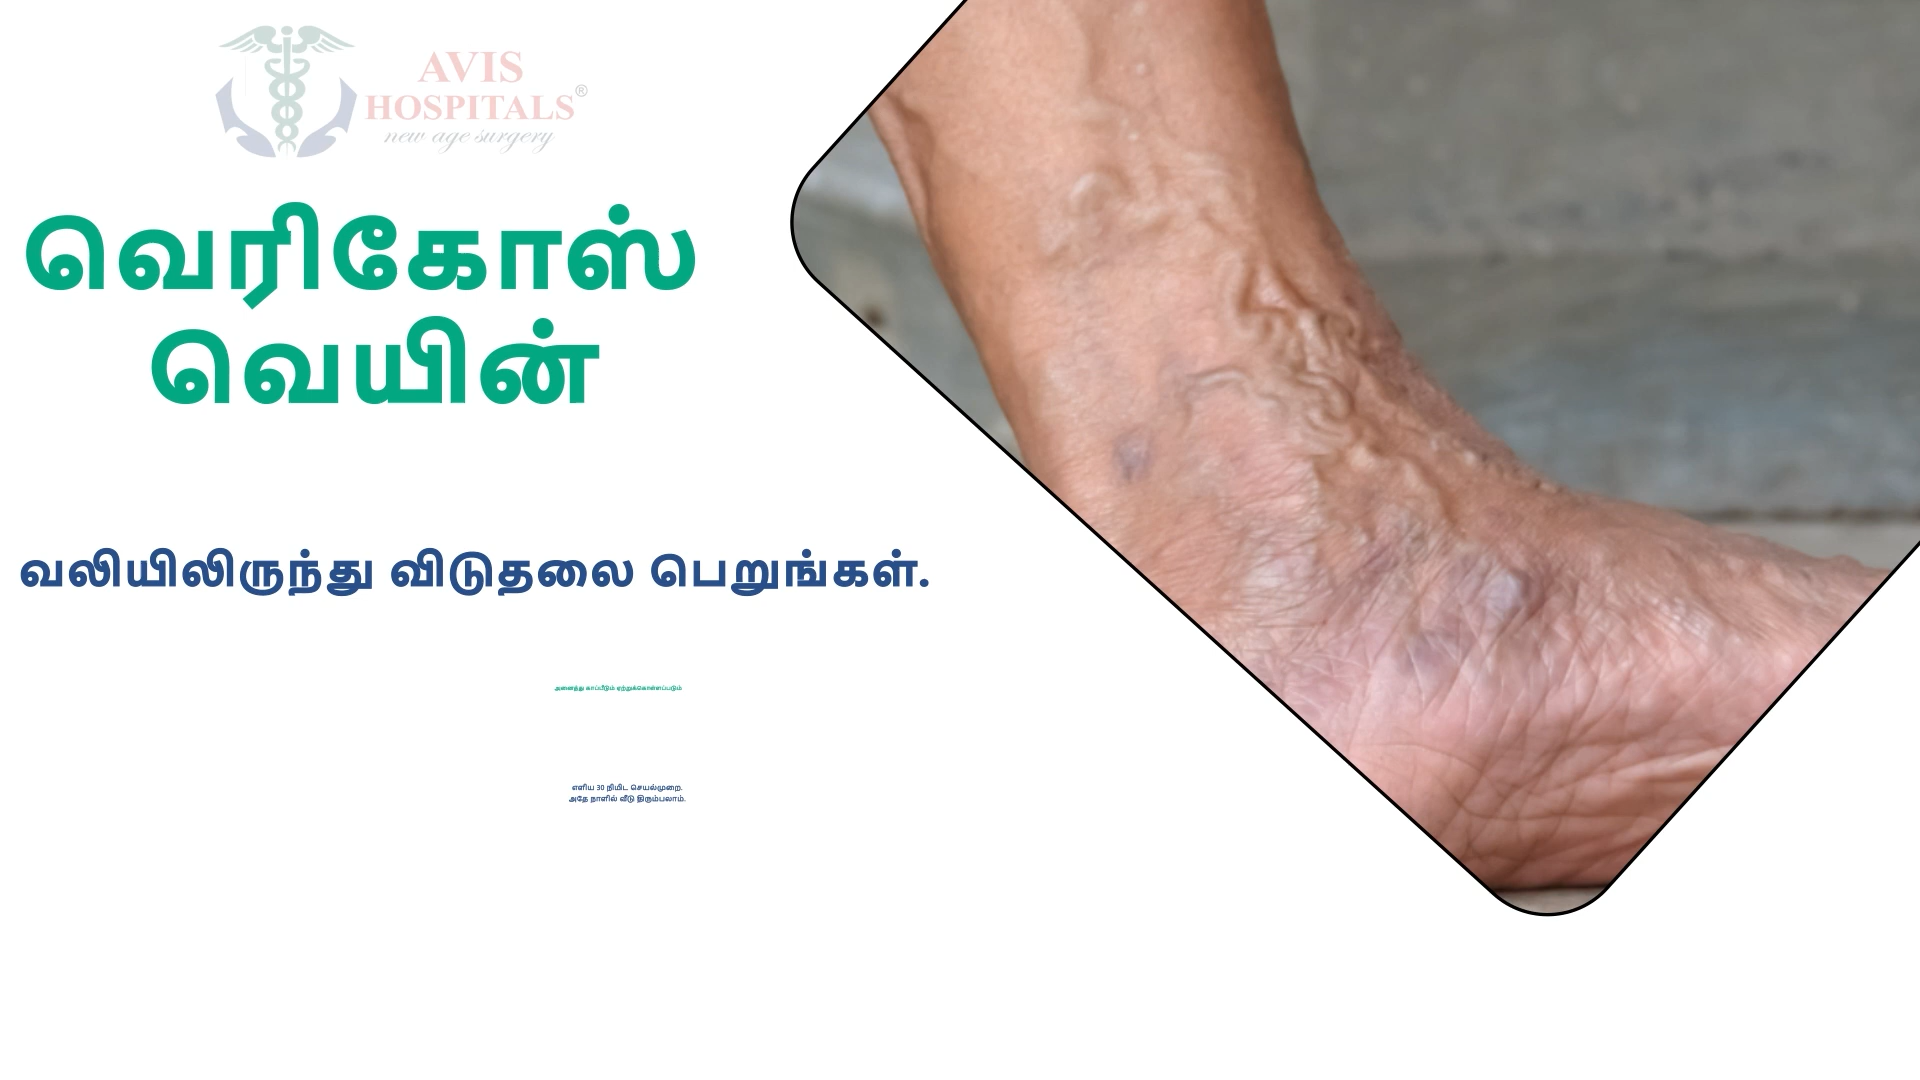 AVIS
HOSPITALS®
new age surgery
வெரிகோஸ்
வெயின்
வலியிலிருந்து விடுதலை பெறுங்கள்.
அனைத்து காப்பீடும் ஏற்றுக்கொள்ளப்படும்
எளிய 30 நிமிட செயல்முறை.
அதே நாளில் வீடு திரும்பலாம்.